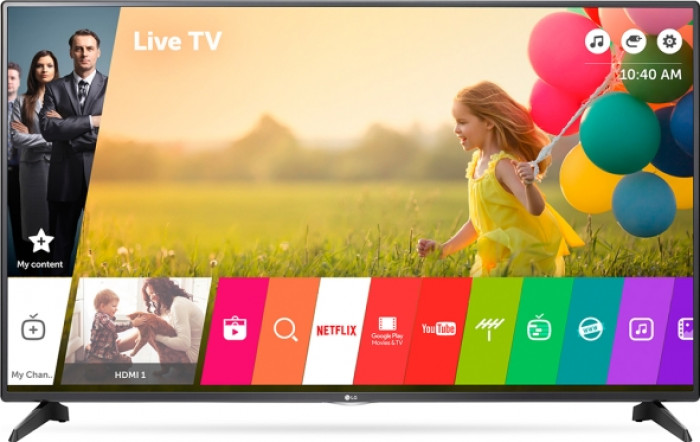 Live TV
10:40 AM
My content
My Chan..
HDMI 1
NETFLIX
Google Play
Movies & TV
YouTube
LG